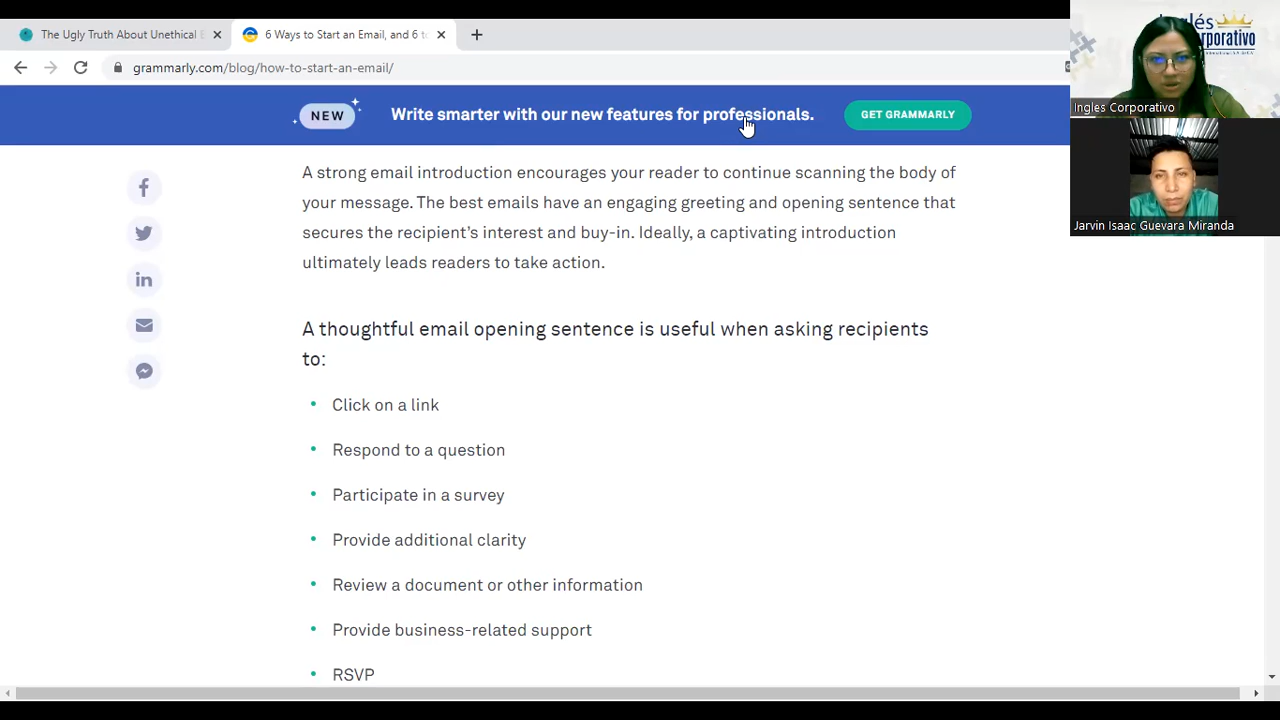 The Ugly Truth About Unethical
6 Ways to Start an Email, and 6 to
grammarly.com/blog/how-to-start-an-email/
NEW
Write smarter with our new features for professionals.
GET GRAMMARLY
A strong email introduction encourages your reader to continue scanning the body of
your message. The best emails have an engaging greeting and opening sentence that
secures the recipient's interest and buy-in. Ideally, a captivating introduction
ultimately leads readers to take action.
A thoughtful email opening sentence is useful when asking recipients
to:
• Click on a link
• Respond to a question
• Participate in a survey
• Provide additional clarity
• Review a document or other information
• Provide business-related support
• RSVP
Ingles Corporativo
Jarvin Isaac Guevara Miranda